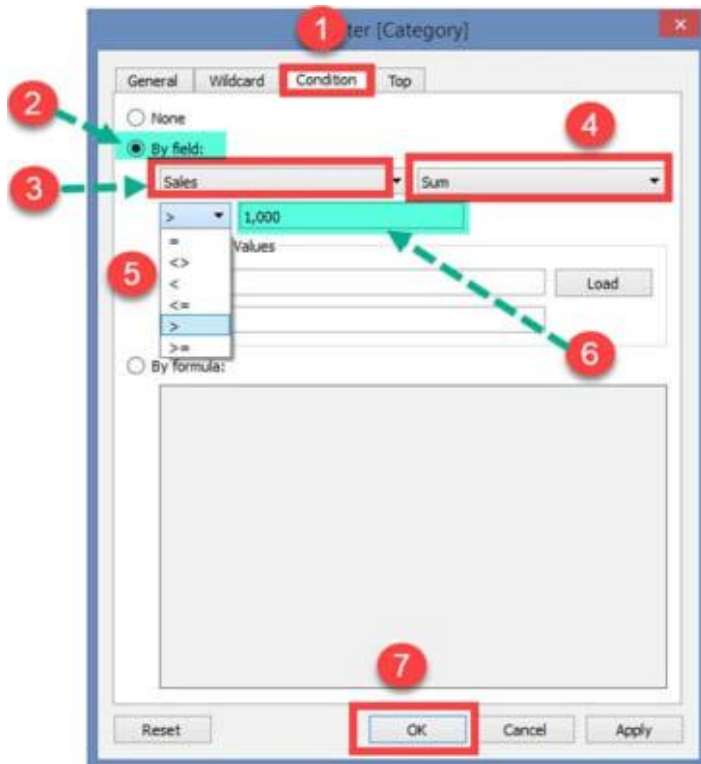 1
ter [Category]
General Wildcard Condition Top
2
None
4
By field:
3
Sales Sum
> 1,000
=
Values
<>
5
<
Load
<=
>
6
>=
By formula:
7
Reset OK Cancel Apply